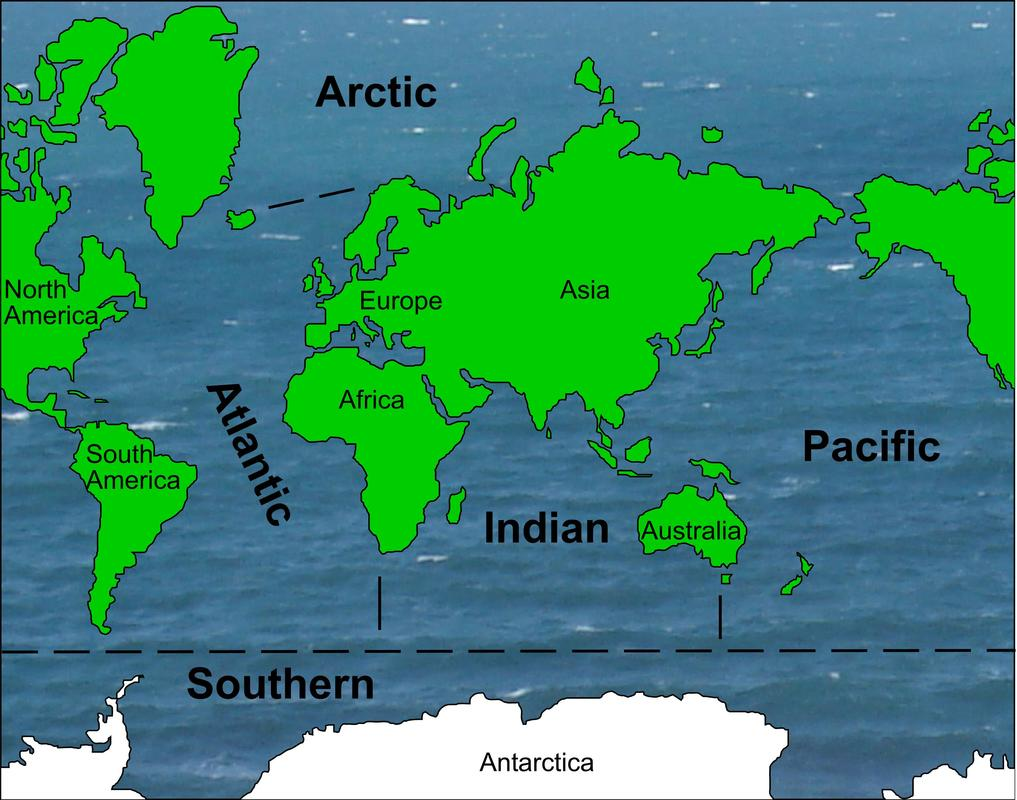 Arctic
North
America
Europe
Asia
Africa
Atlantic
South
America
Pacific
Indian
Australia
Southern
Antarctica